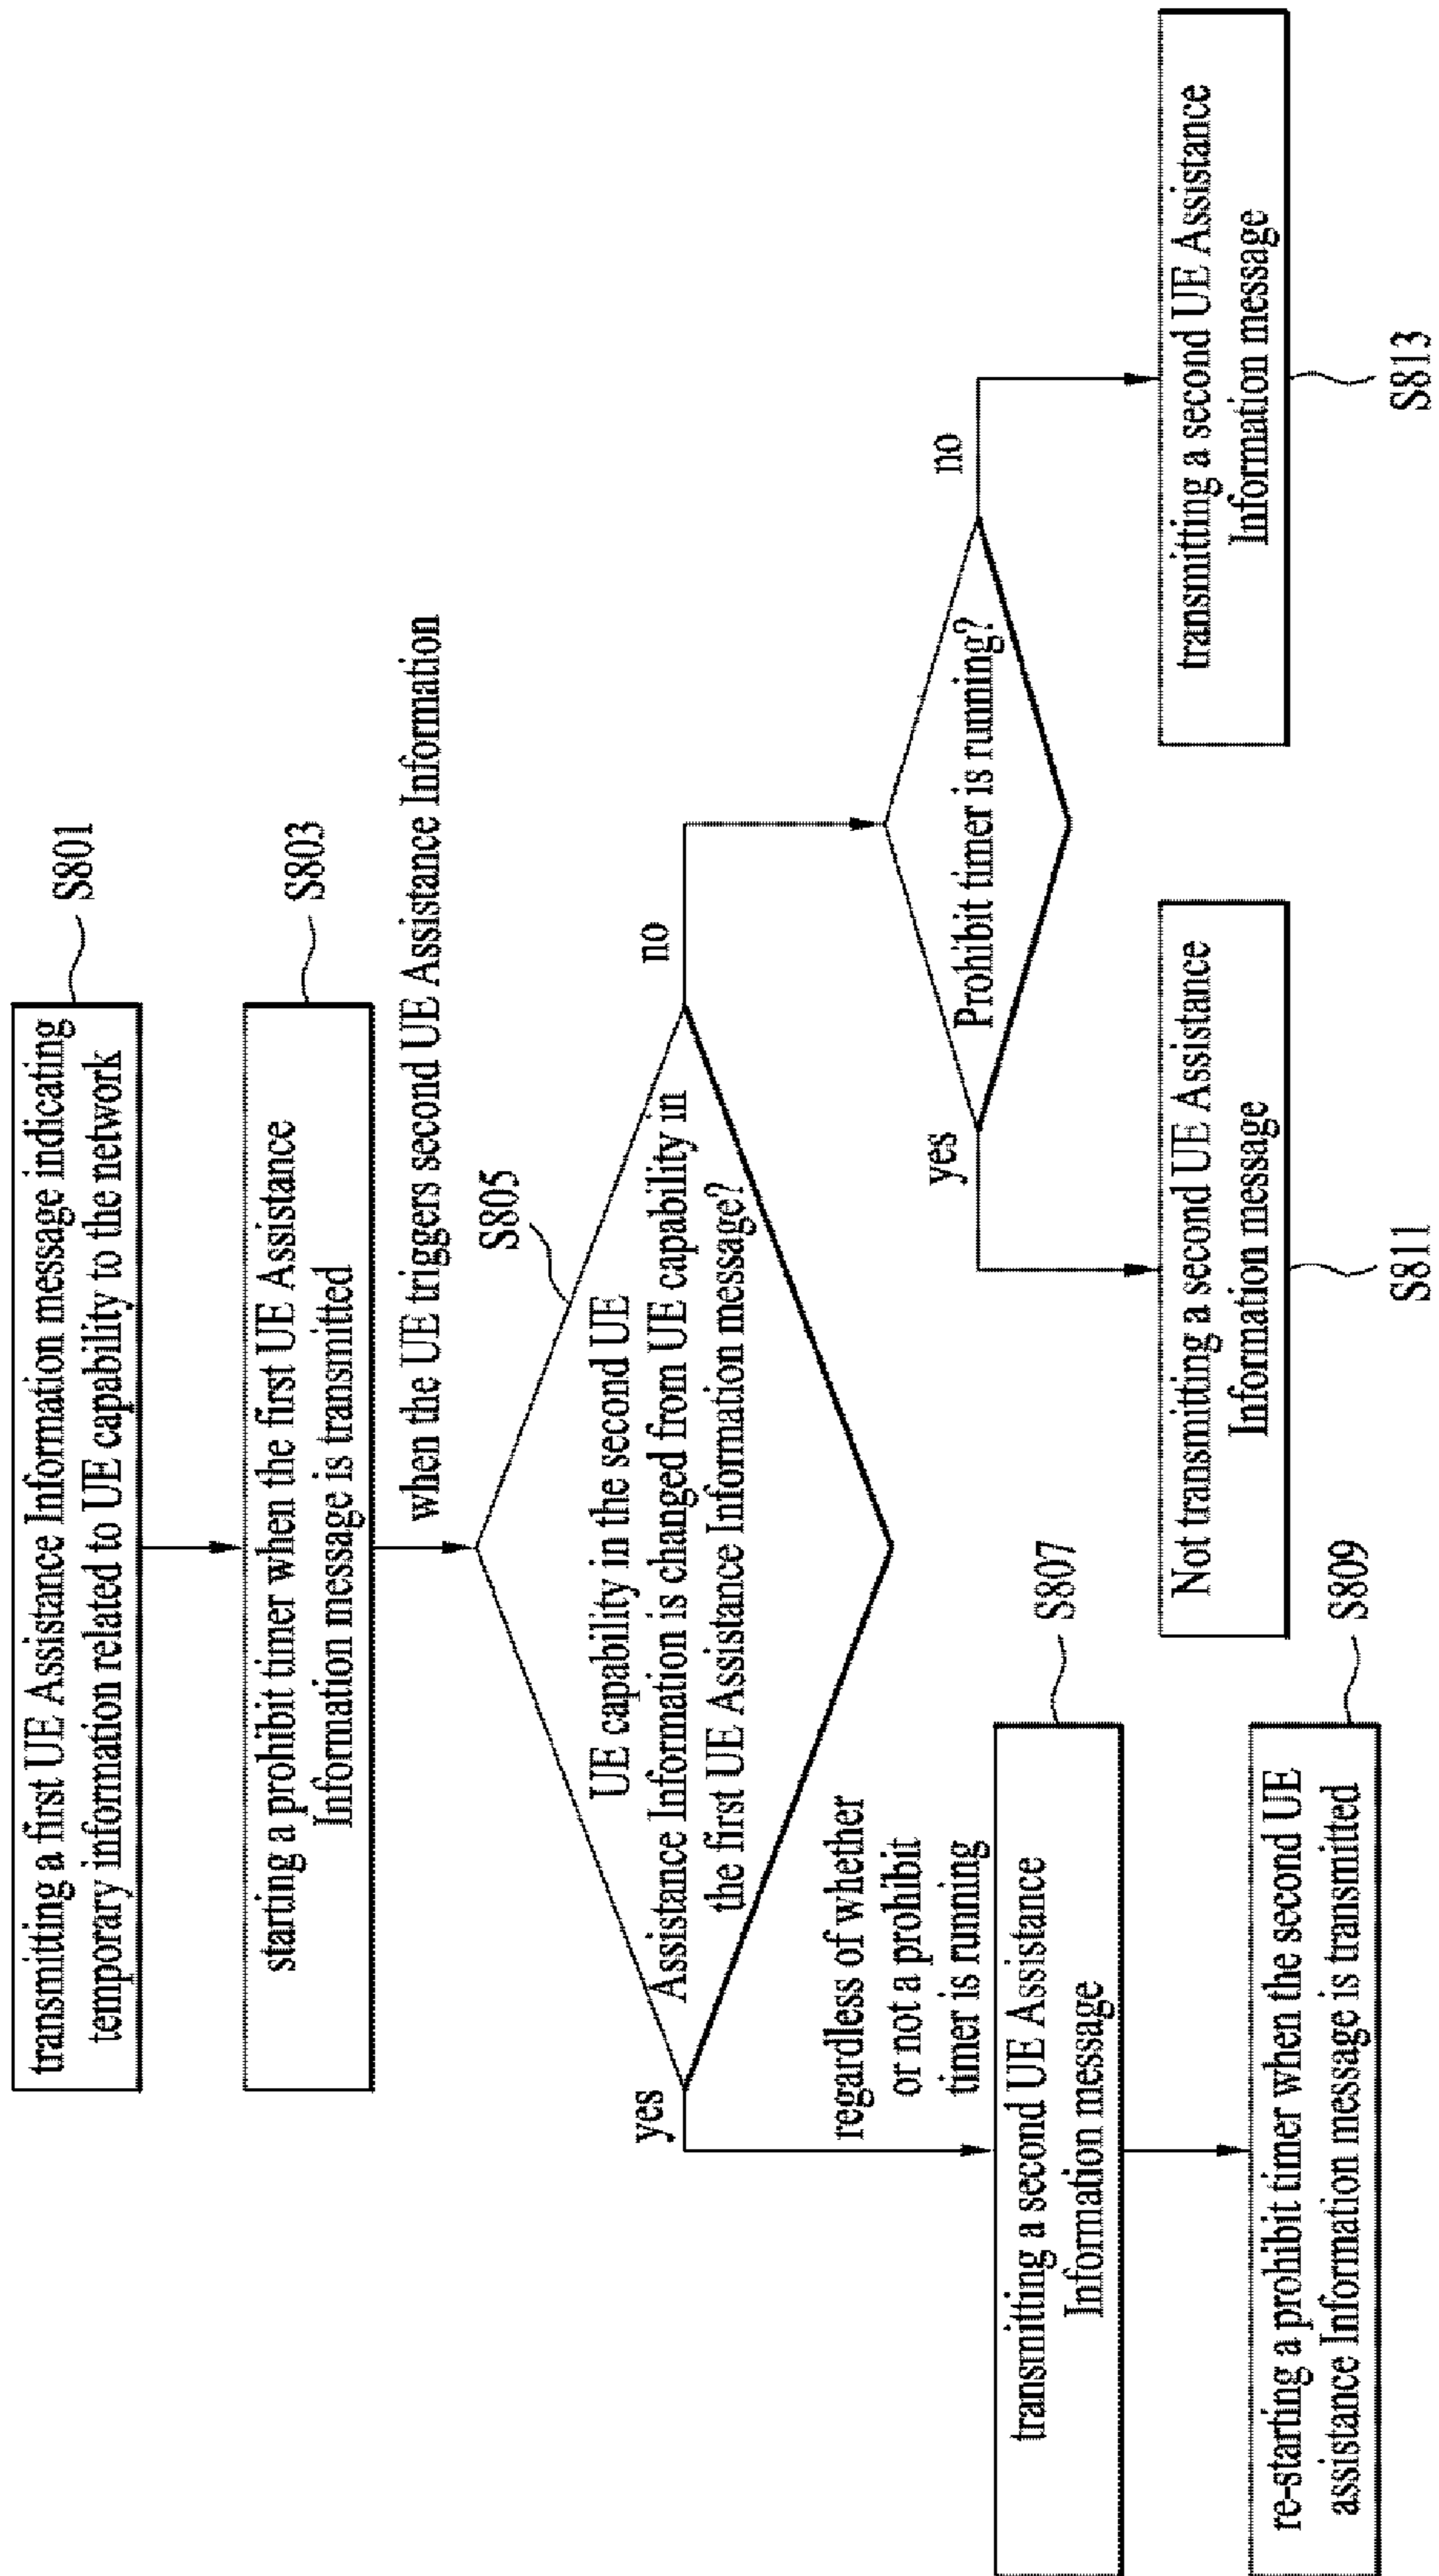 transmitting a first UE Assistance Information message indicating
temporary information related to UE capability to the network
S801
starting a prohibit timer when the first UE Assistance
Information message is transmitted
S803
when the UE triggers second UE Assistance Information
S805
UE capability in the second UE
Assistance Information is changed from UE capability in
the first UE Assistance Information message?
yes
no
regardless of whether
or not a prohibit
timer is running
transmitting a second UE Assistance
Information message
S807
re-starting a prohibit timer when the second UE
assistance Information message is transmitted
S809
Prohibit timer is running?
yes
no
Not transmitting a second UE Assistance
Information message
S811
transmitting a second UE Assistance
Information message
S813